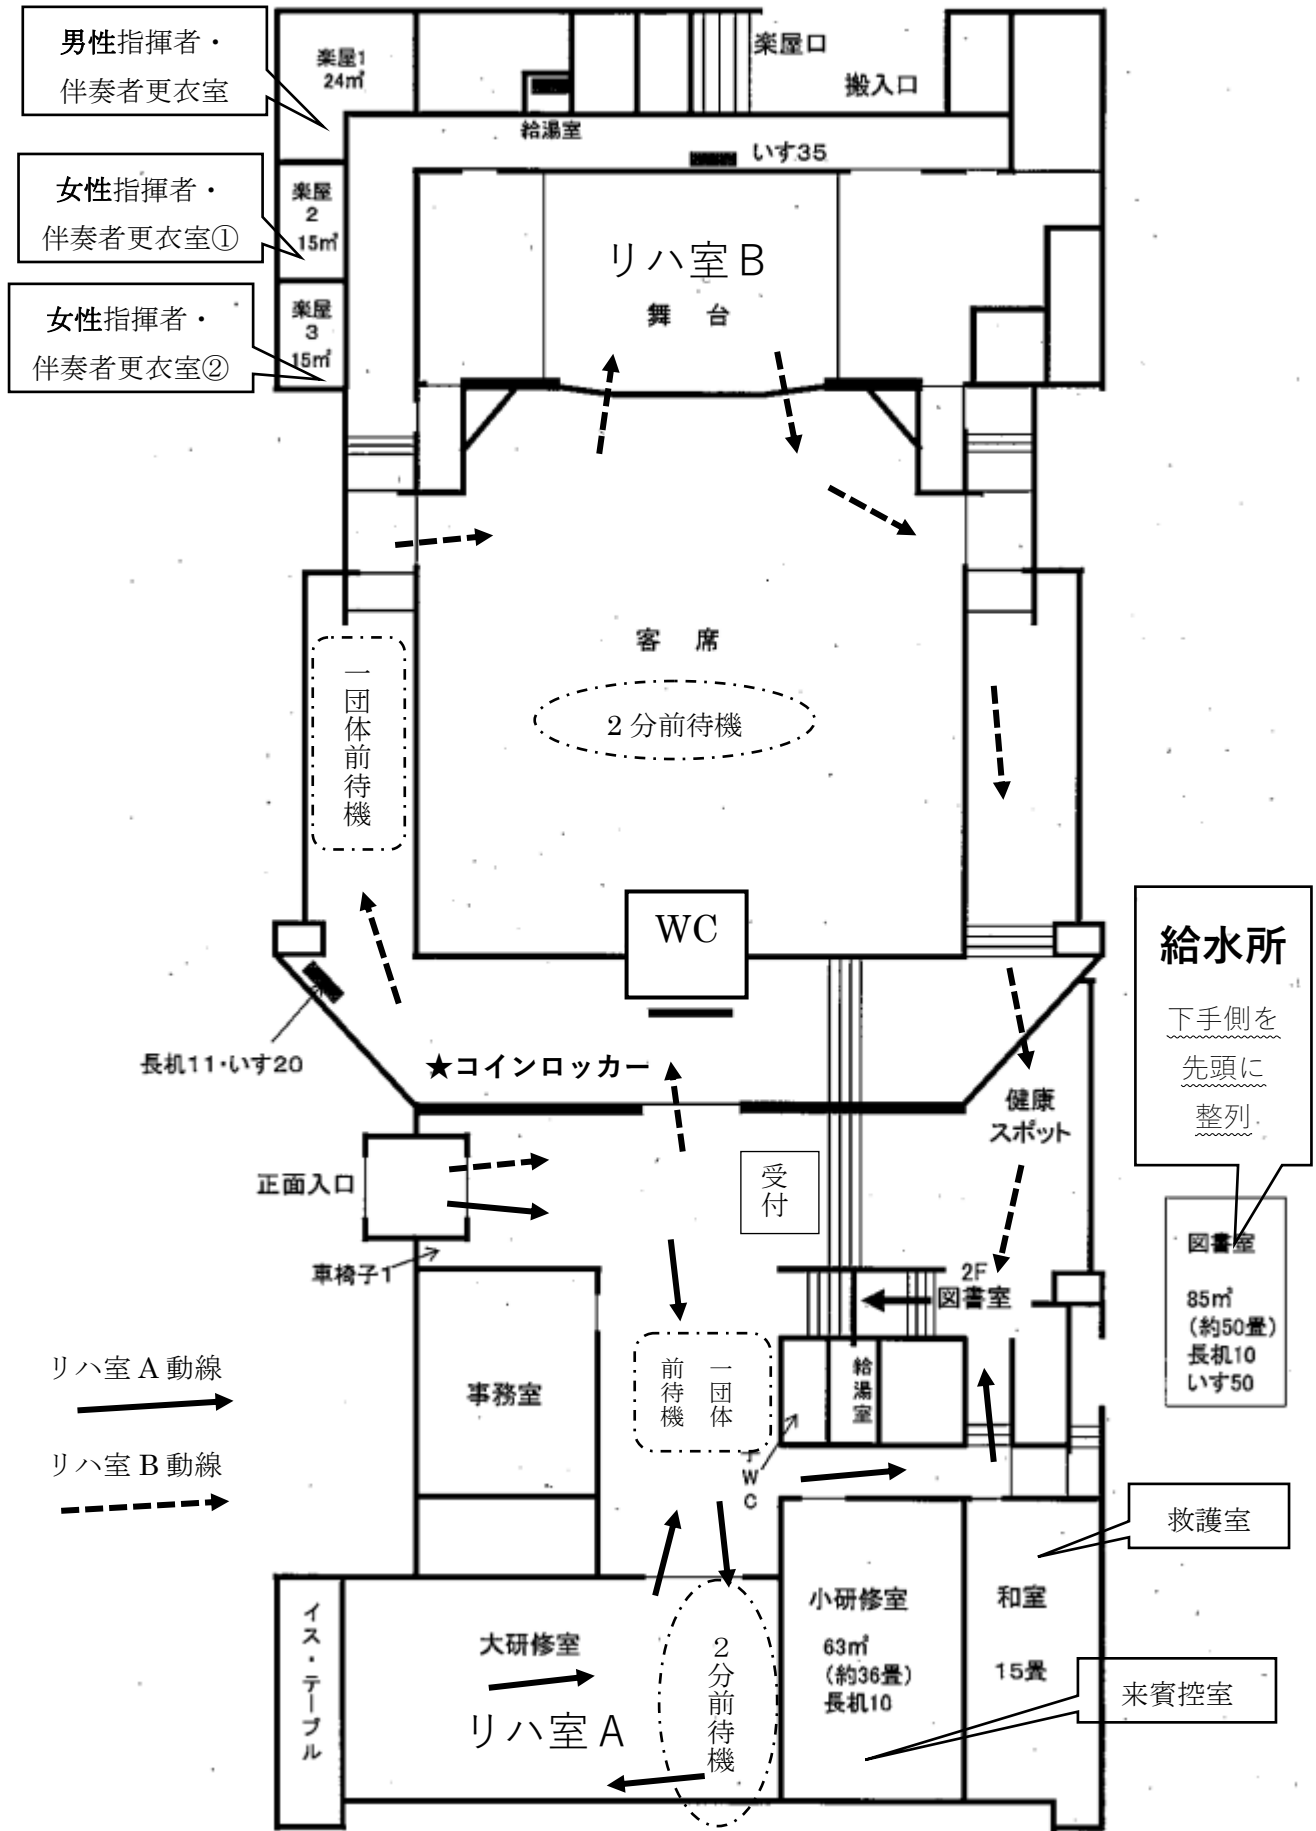 男性指揮者・
伴奏者更衣室
楽屋1
24㎡
楽屋口
搬入口
給湯室
いす35
女性指揮者・
伴奏者更衣室①
楽屋
2
15㎡
リハ室B
舞 台
女性指揮者・
伴奏者更衣室②
楽屋
3
15㎡
客 席
一団体前待機
2分前待機
WC
給水所
下手側を
先頭に
整列
長机11・いす20
★コインロッカー
健康
スポット
正面入口
受付
車椅子1
2F
図書室
図書室
85㎡
(約50畳)
長机10
いす50
リハ室A動線
リハ室B動線
事務室
一団体
前待機
給湯室
WC
救護室
イス・テーブル
大研修室
リハ室A
2分前待機
小研修室
63㎡
(約36畳)
長机10
和室
15畳
来賓控室